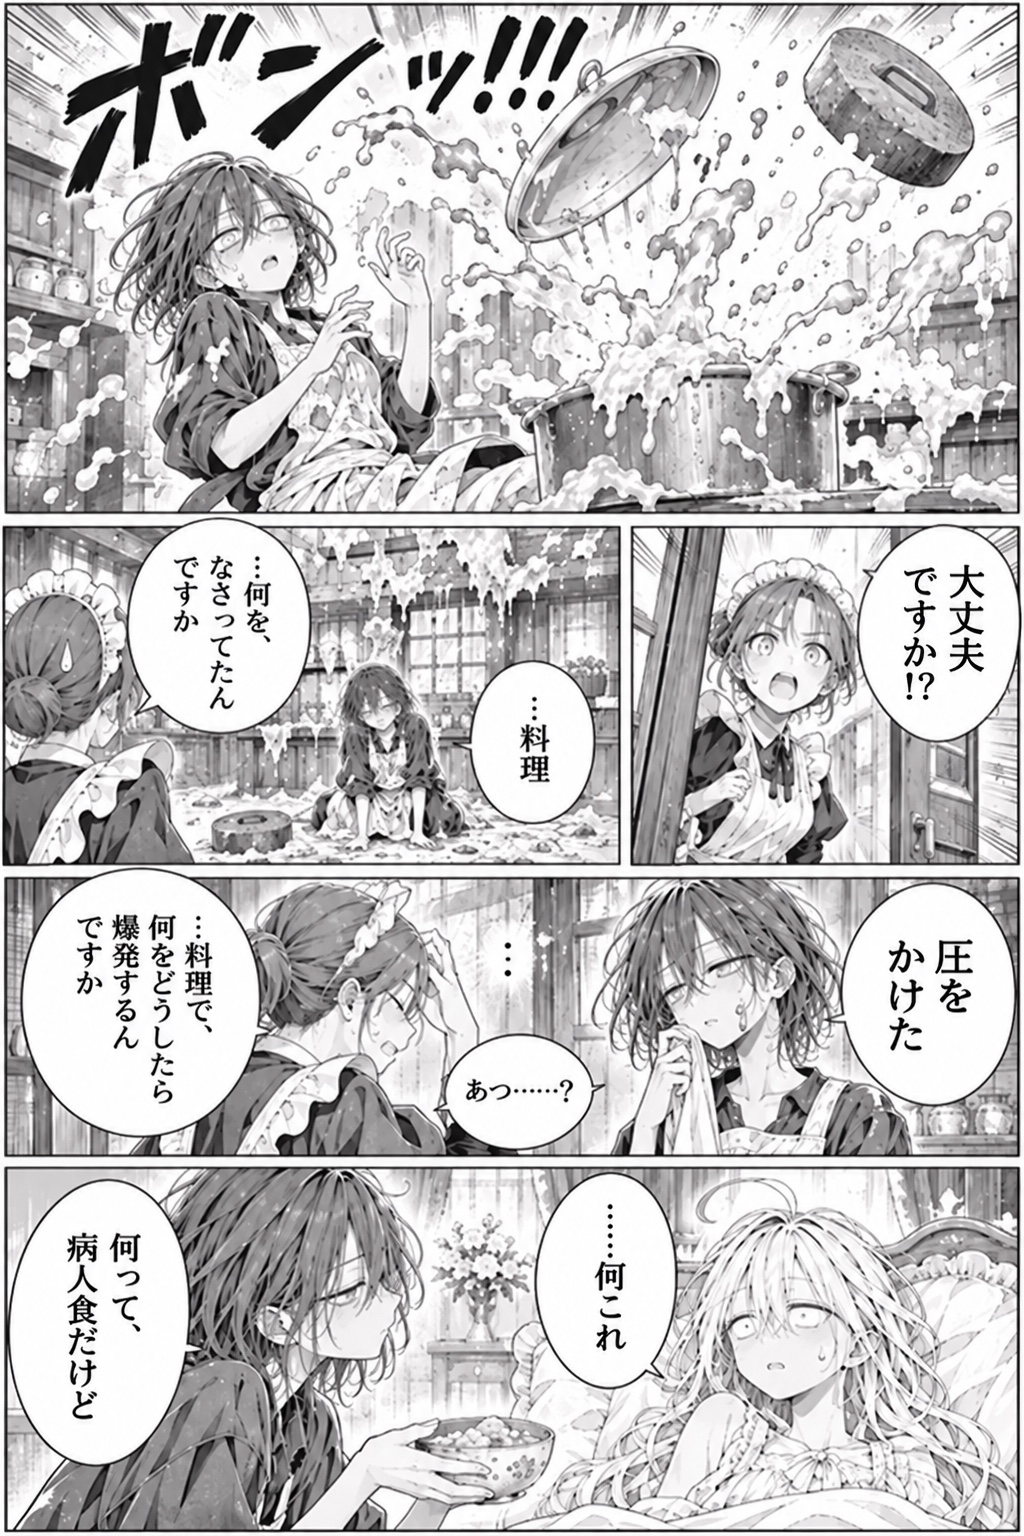 ボンッ!!!
大丈夫
ですか!?
…料理
…何を、
なさってたん
ですか
圧を
かけた
…
あつ……?
…料理で、
何をどうしたら
爆発するん
ですか
……何これ
何って、
病人食だけど